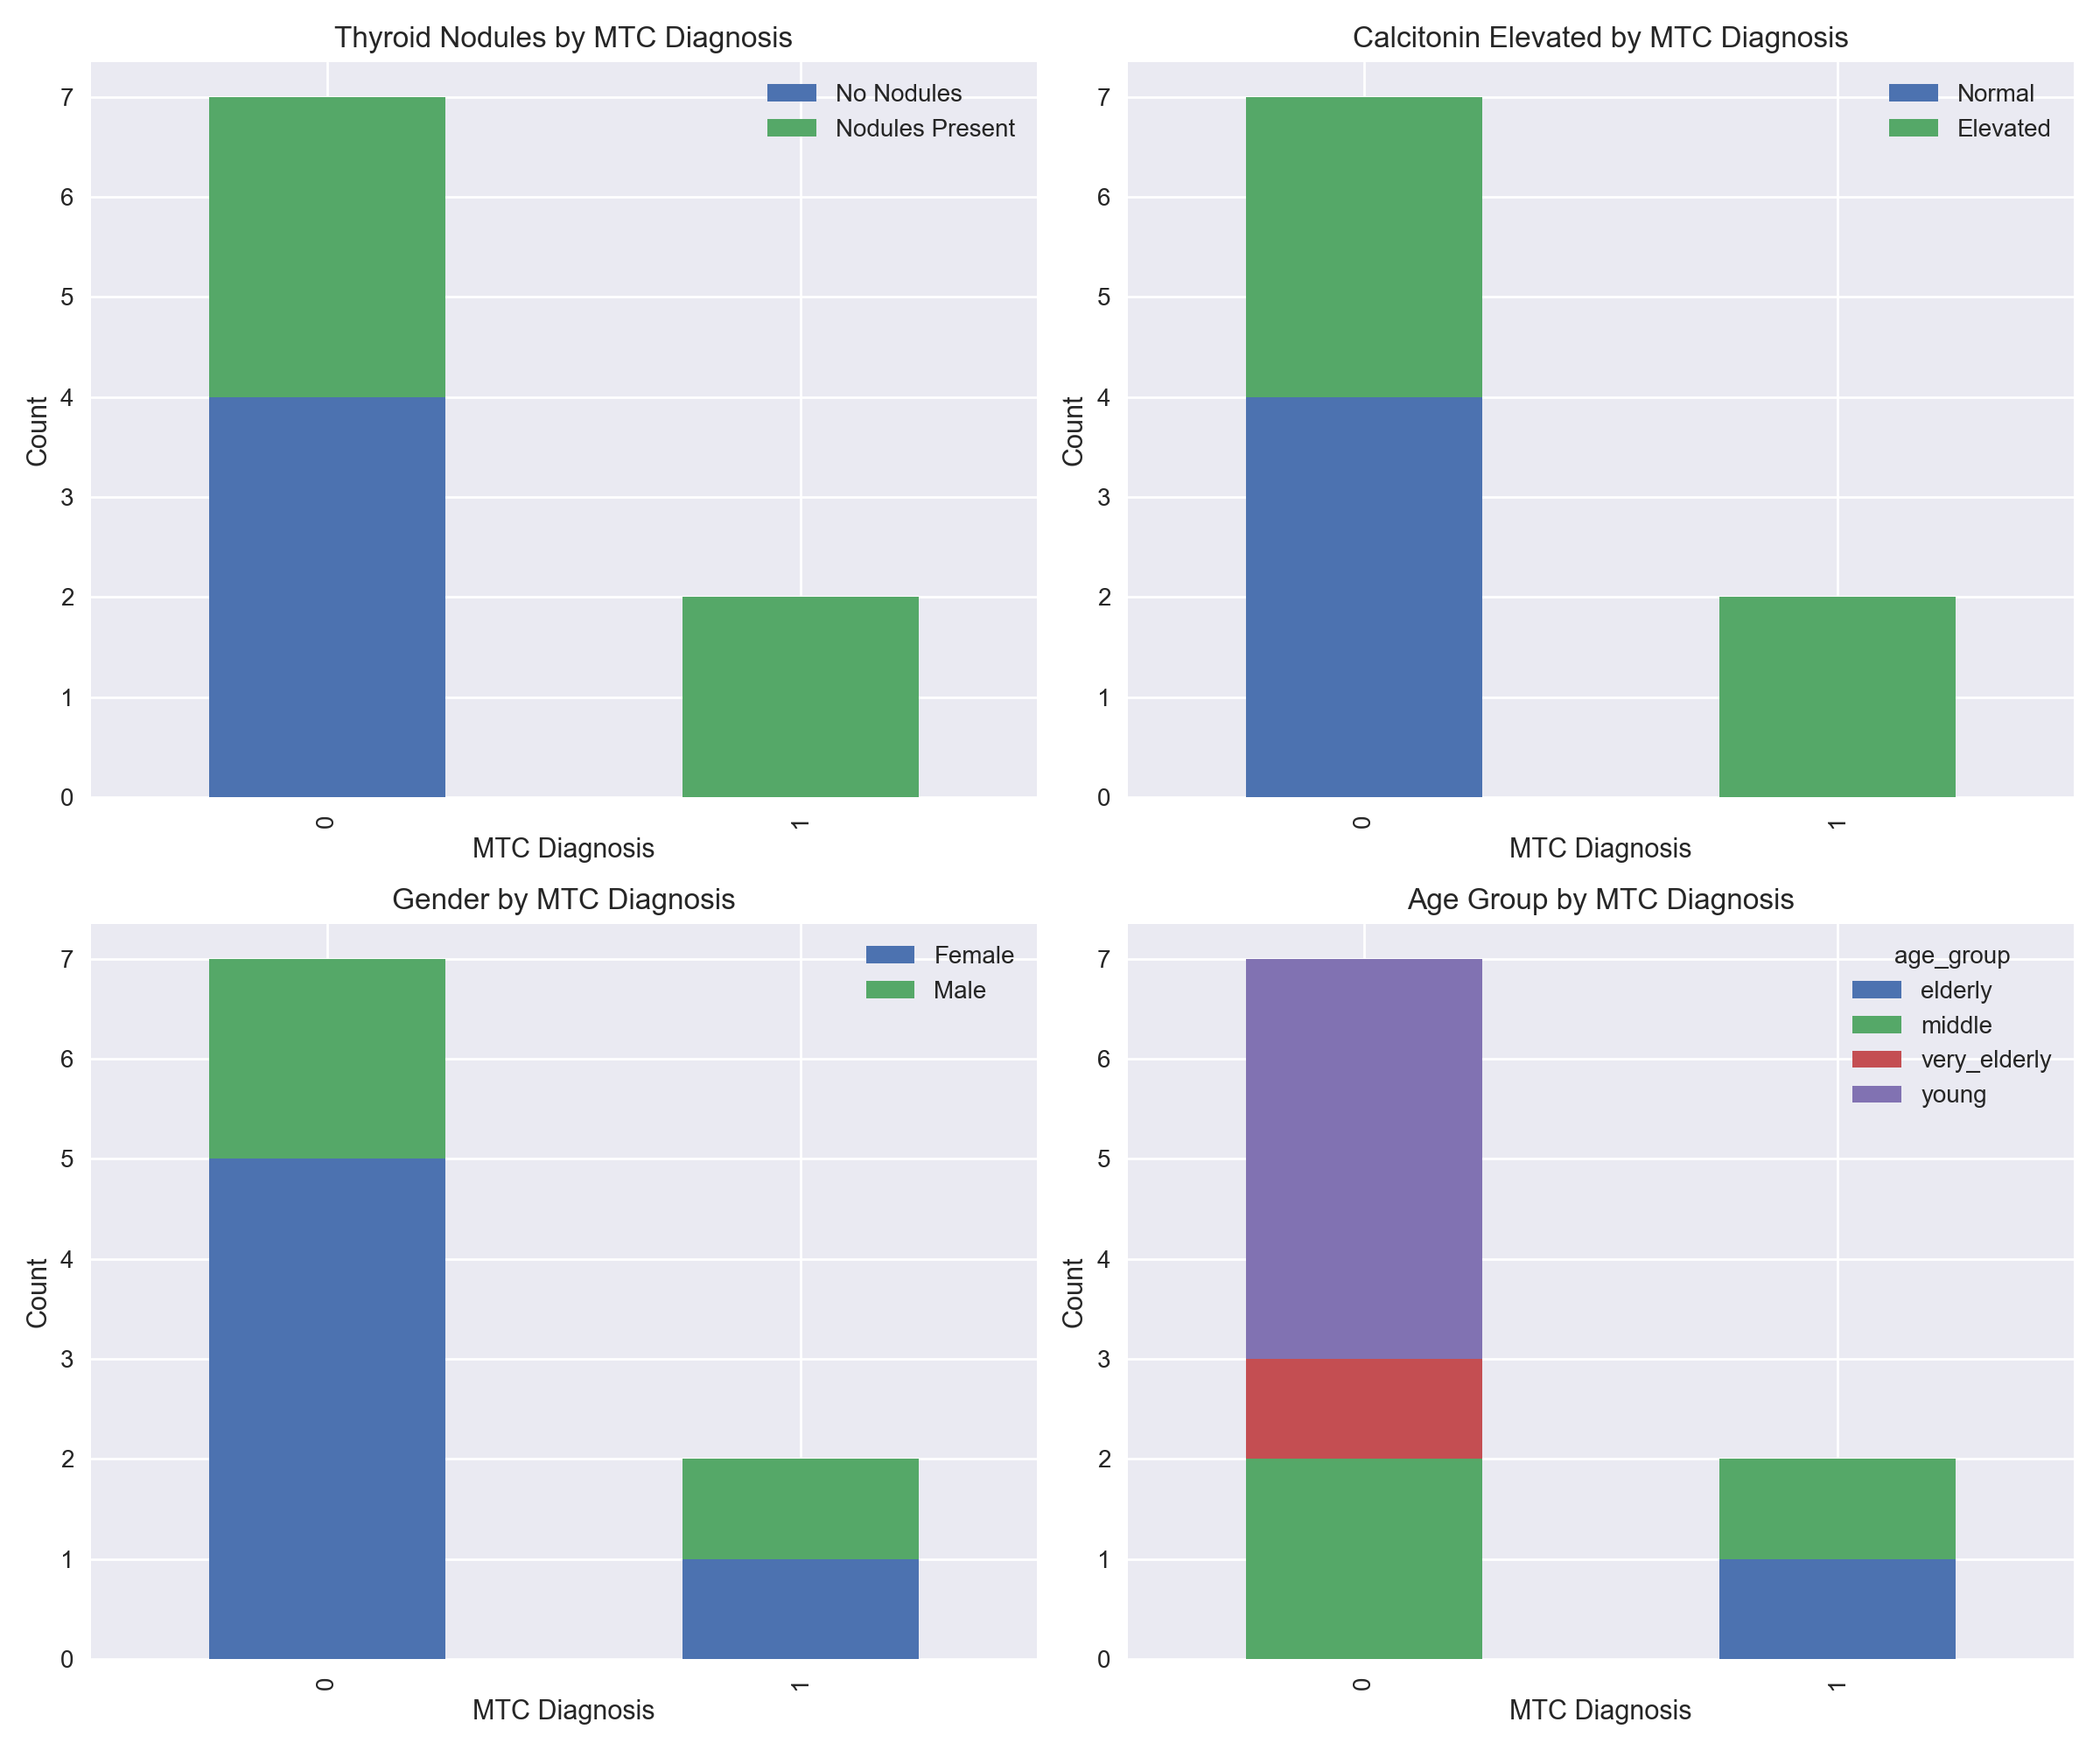 Thyroid Nodules by MTC Diagnosis
No Nodules
Nodules Present
7
6
5
4
3
2
1
0
Count
0
1
MTC Diagnosis
Calcitonin Elevated by MTC Diagnosis
Normal
Elevated
7
6
5
4
3
2
1
0
Count
0
1
MTC Diagnosis
Gender by MTC Diagnosis
Female
Male
7
6
5
4
3
2
1
0
Count
0
1
MTC Diagnosis
Age Group by MTC Diagnosis
age_group
elderly
middle
very_elderly
young
7
6
5
4
3
2
1
0
Count
0
1
MTC Diagnosis